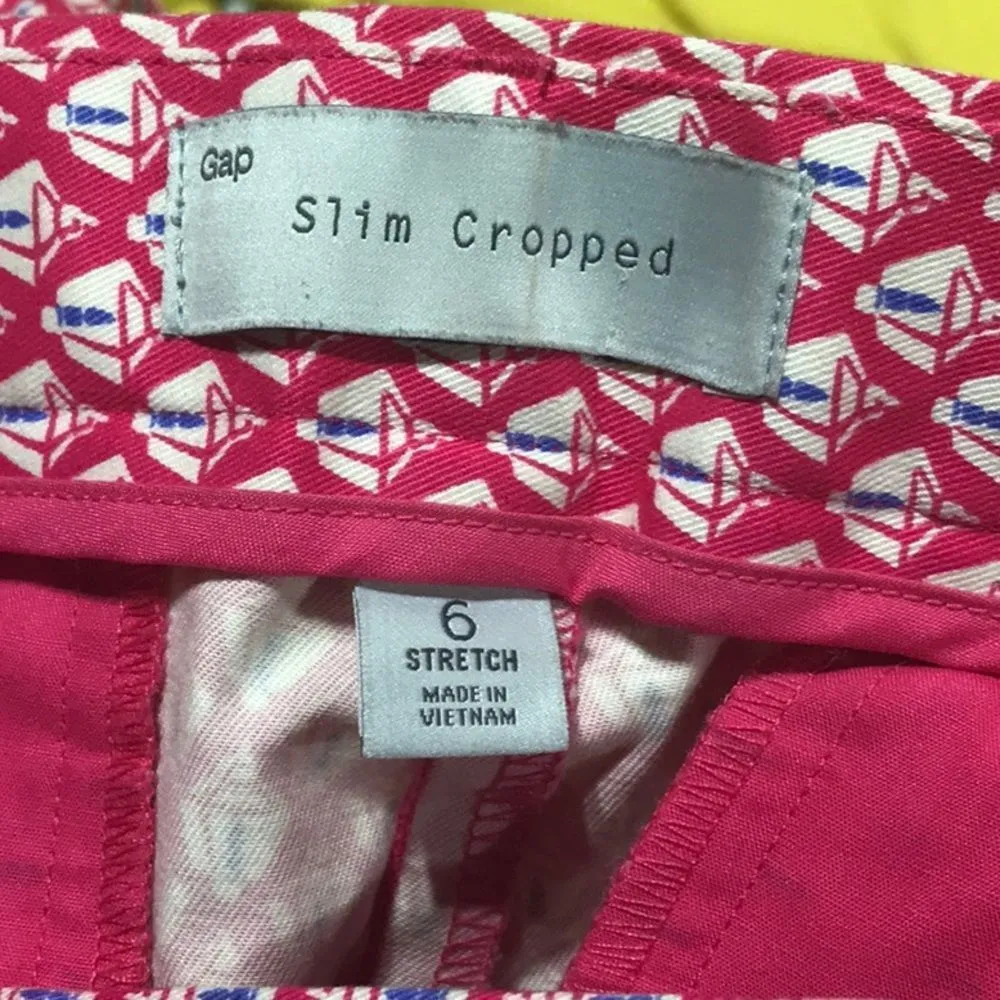 Gap
Slim Cropped
6
STRETCH
MADE IN
VIETNAM